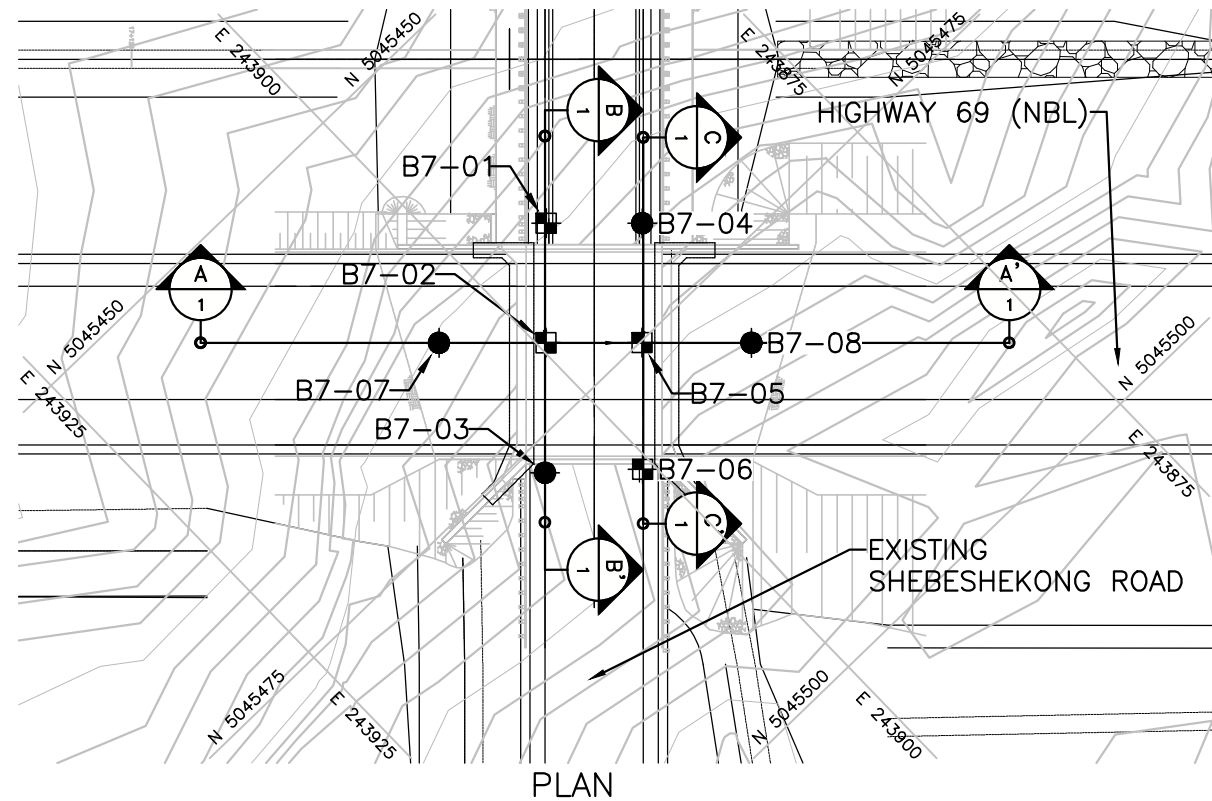 E 243900
N 5045450
E 243875
N 5045475
HIGHWAY 69 (NBL)
B
1
C
1
B7-01
B7-04
A
1
B7-02
A'
1
N 5045450
B7-08
N 5045500
E 243925
B7-07
B7-05
B7-03
E 243875
B7-06
C'
1
B'
1
EXISTING
SHEBESHEKONG ROAD
N 5045475
E 243925
N 5045500
E 243900
PLAN